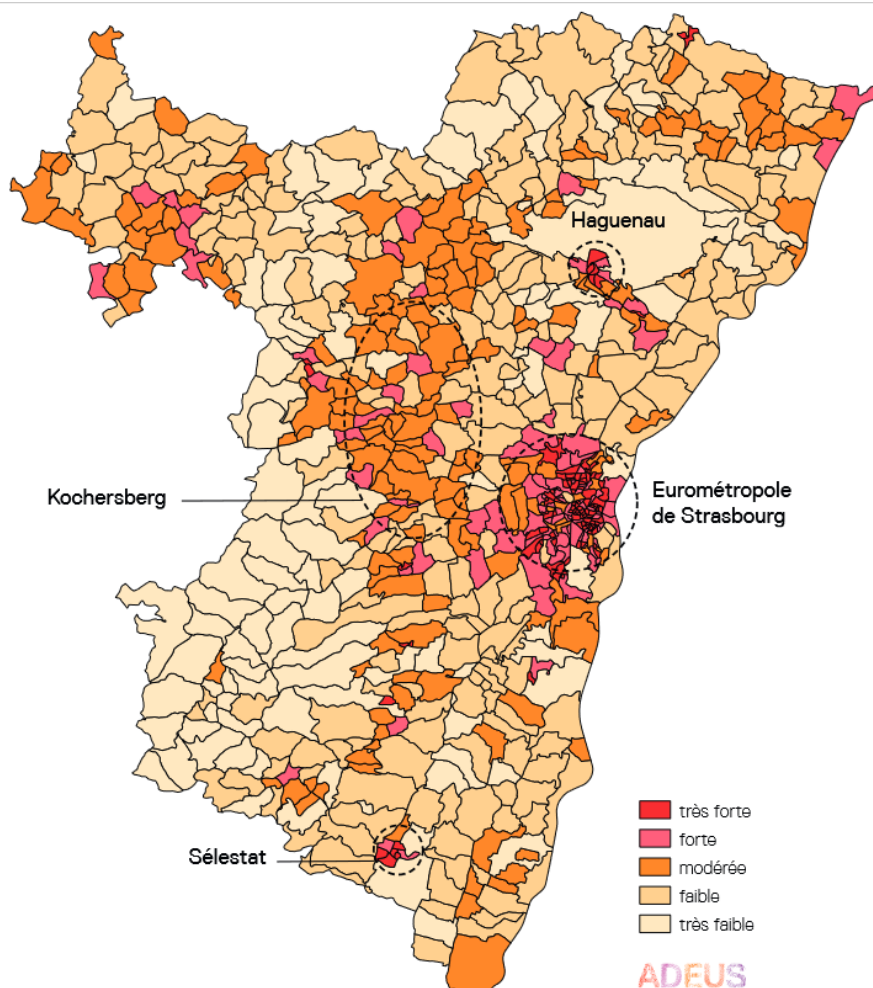 Haguenau
Kochersberg
Eurométropole
de Strasbourg
Sélestat
très forte
forte
modérée
faible
très faible
ADEUS